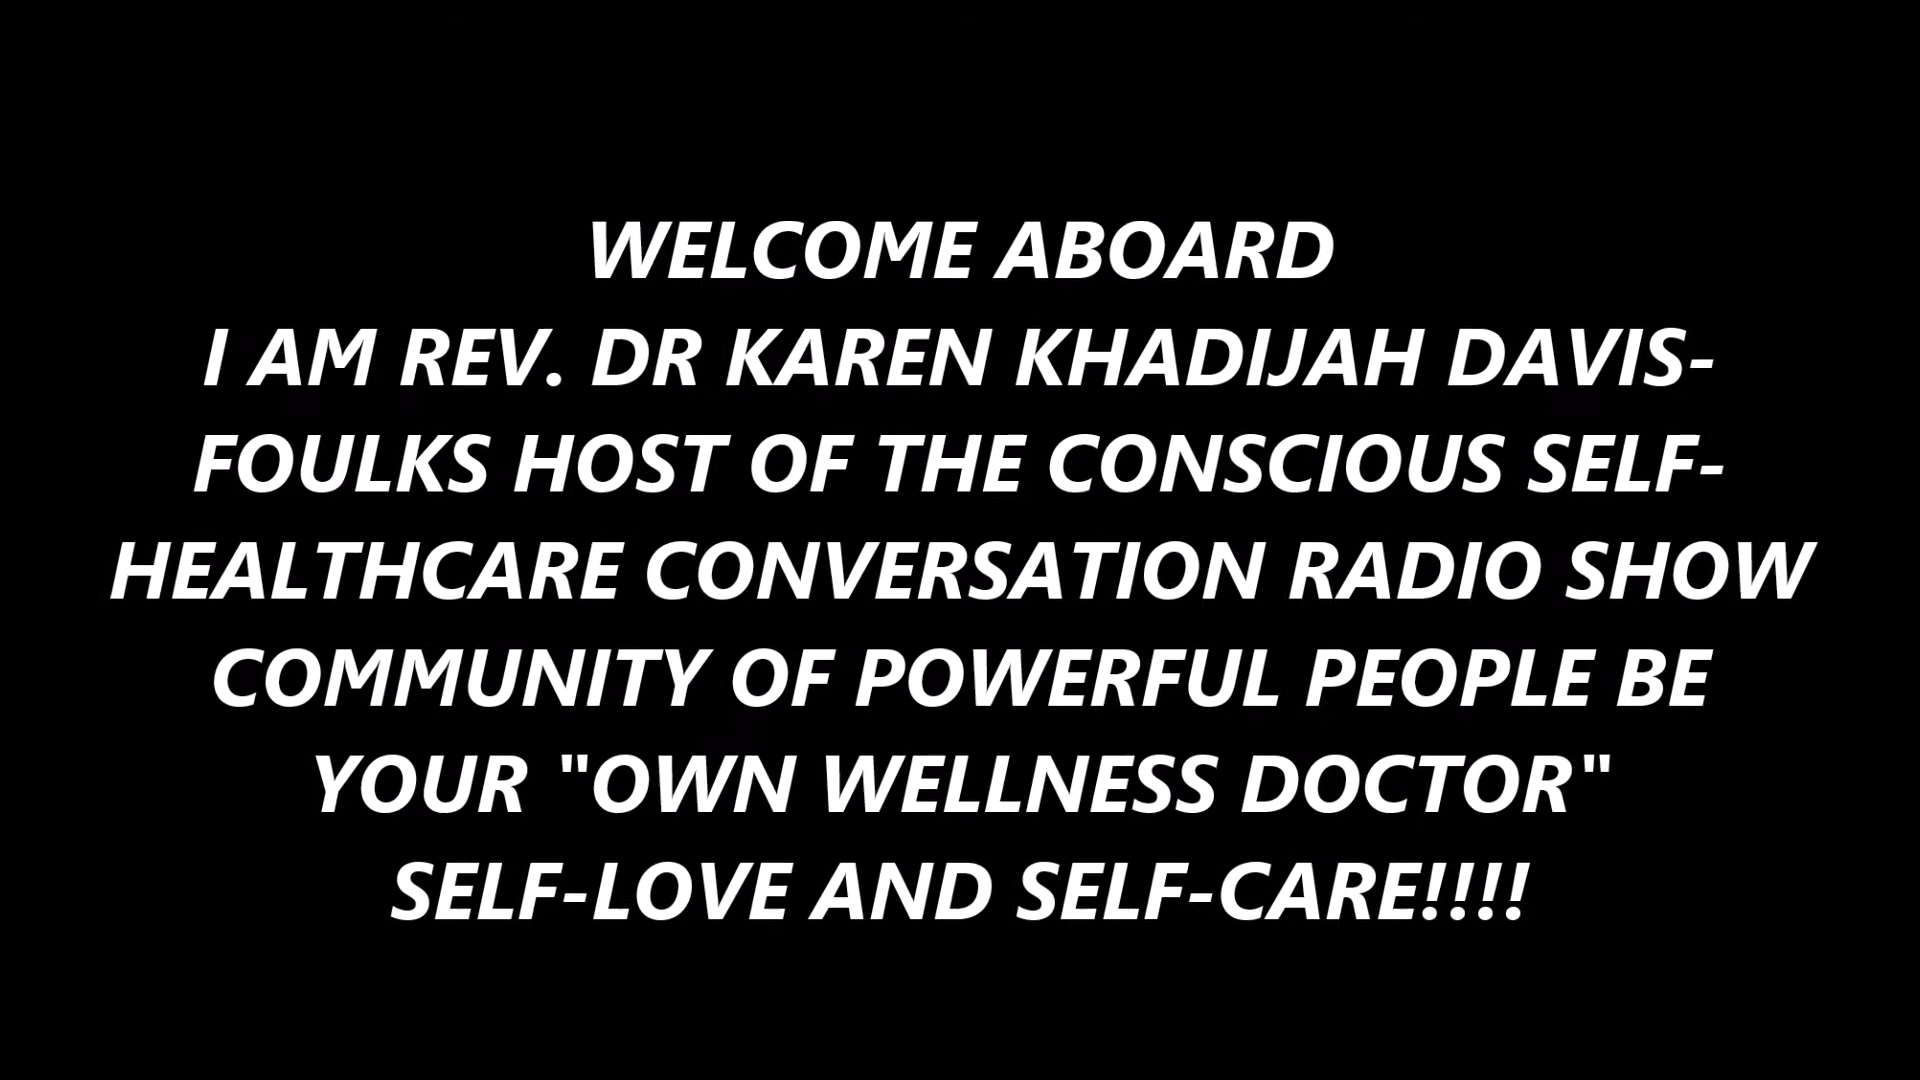 WELCOME ABOARD
I AM REV. DR KAREN KHADIJAH DAVIS-
FOULKS HOST OF THE CONSCIOUS SELF-
HEALTHCARE CONVERSATION RADIO SHOW
COMMUNITY OF POWERFUL PEOPLE BE
YOUR "OWN WELLNESS DOCTOR"
SELF-LOVE AND SELF-CARE!!!!